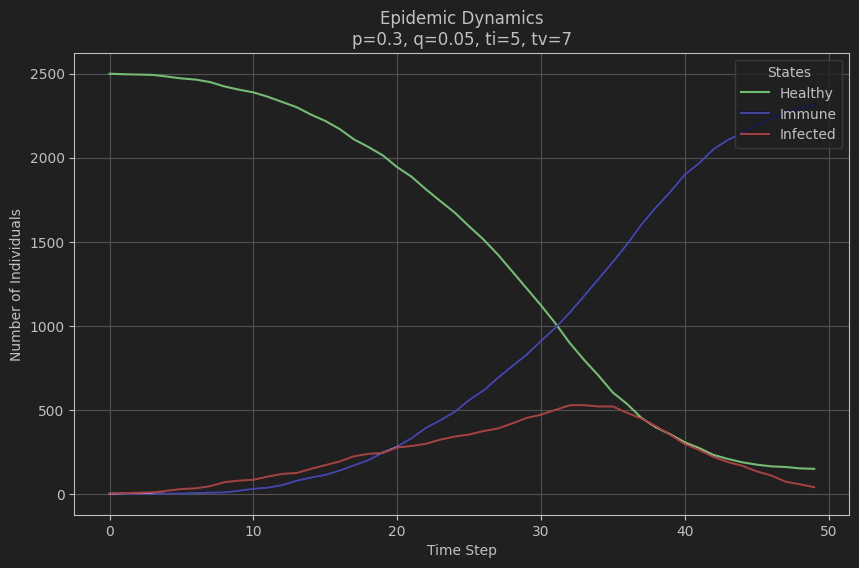 Epidemic Dynamics
p=0.3, q=0.05, ti=5, tv=7
States
Healthy
Immune
Infected
Number of Individuals
2500
2000
1500
1000
500
0
0 10 20 30 40 50
Time Step